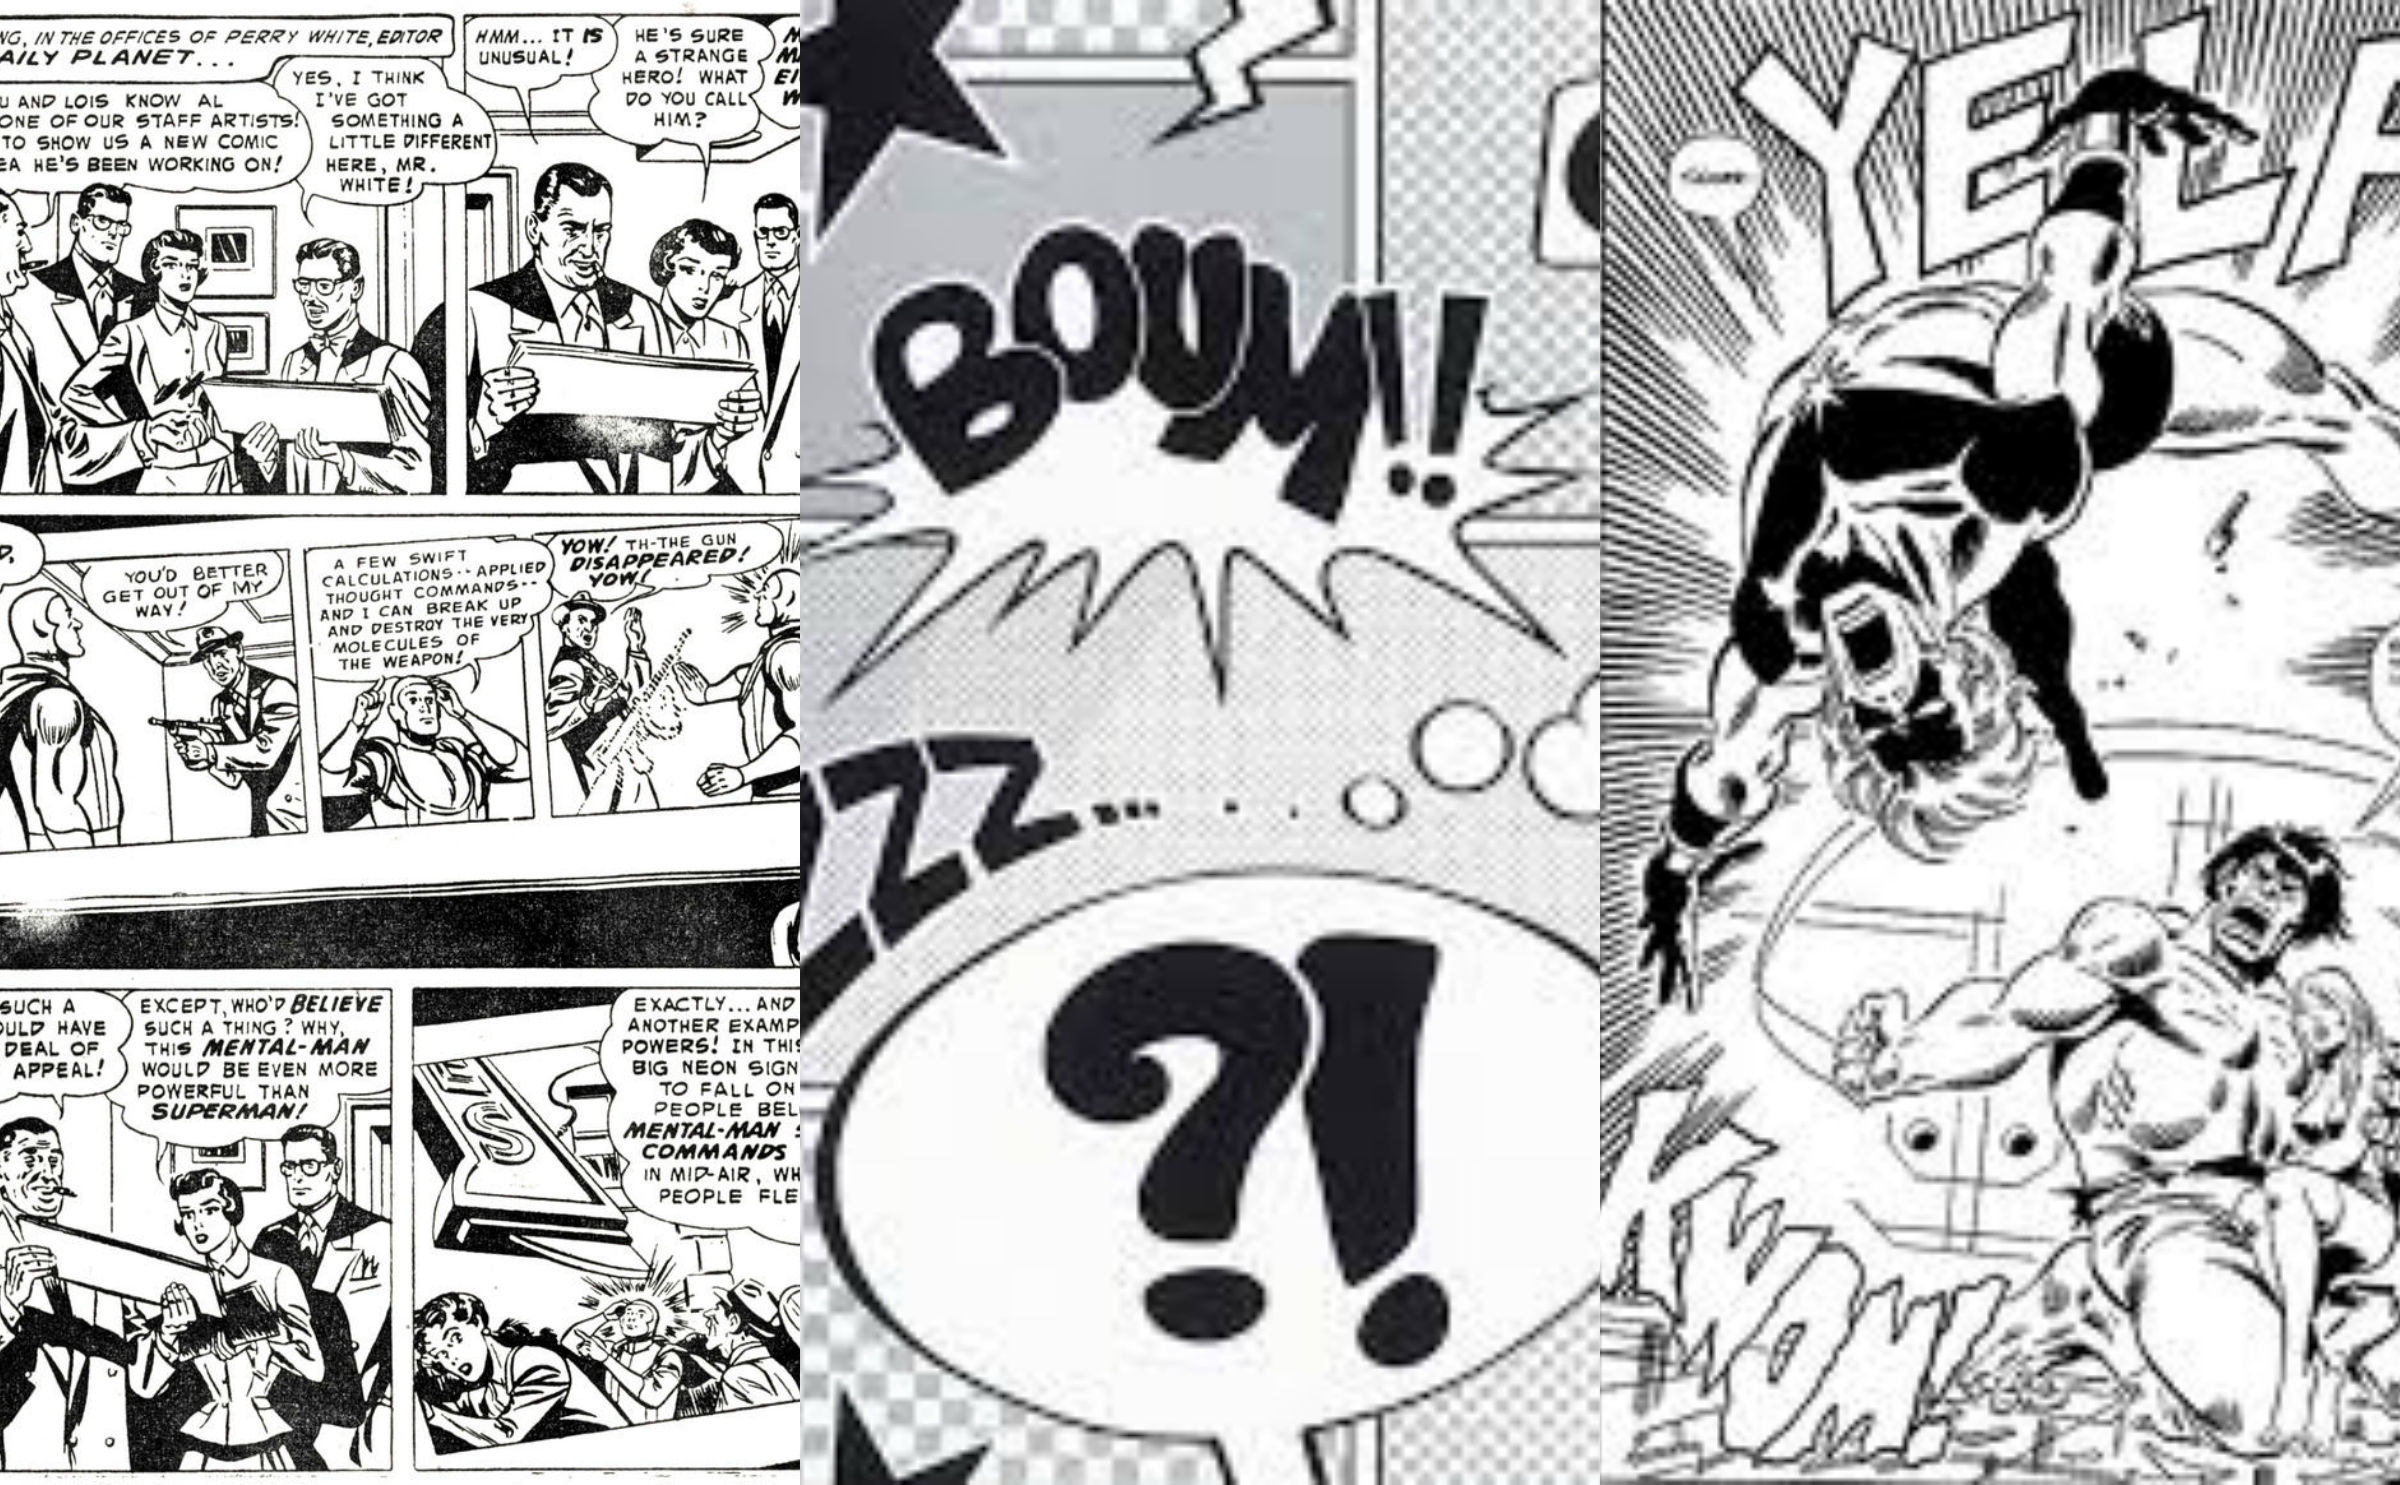 NG, IN THE OFFICES OF PERRY WHITE, EDITOR
AILY PLANET...
U AND LOIS KNOW AL
ONE OF OUR STAFF ARTISTS!
TO SHOW US A NEW COMIC
EA HE'S BEEN WORKING ON!
YES, I THINK
I'VE GOT
SOMETHING A
LITTLE DIFFERENT
HERE, MR.
WHITE!
HMM... IT IS
UNUSUAL!
HE'S SURE
A STRANGE
HERO! WHAT
DO YOU CALL
HIM?
YOU'D BETTER
GET OUT OF MY
WAY!
A FEW SWIFT
CALCULATIONS-- APPLIED
THOUGHT COMMANDS--
AND I CAN BREAK UP
AND DESTROY THE VERY
MOLECULES OF
THE WEAPON!
YOW! TH-THE GUN
DISAPPEARED!
YOW!
SUCH A
OULD HAVE
DEAL OF
APPEAL!
EXCEPT, WHO'D BELIEVE
SUCH A THING? WHY,
THIS MENTAL-MAN
WOULD BE EVEN MORE
POWERFUL THAN
SUPERMAN!
EXACTLY... AND
ANOTHER EXAMP
POWERS! IN THIS
BIG NEON SIGN
TO FALL ON
PEOPLE BEL
MENTAL-MAN
COMMANDS
IN MID-AIR, WH
PEOPLE FLE
BOUM!!
ZZZ...
?!